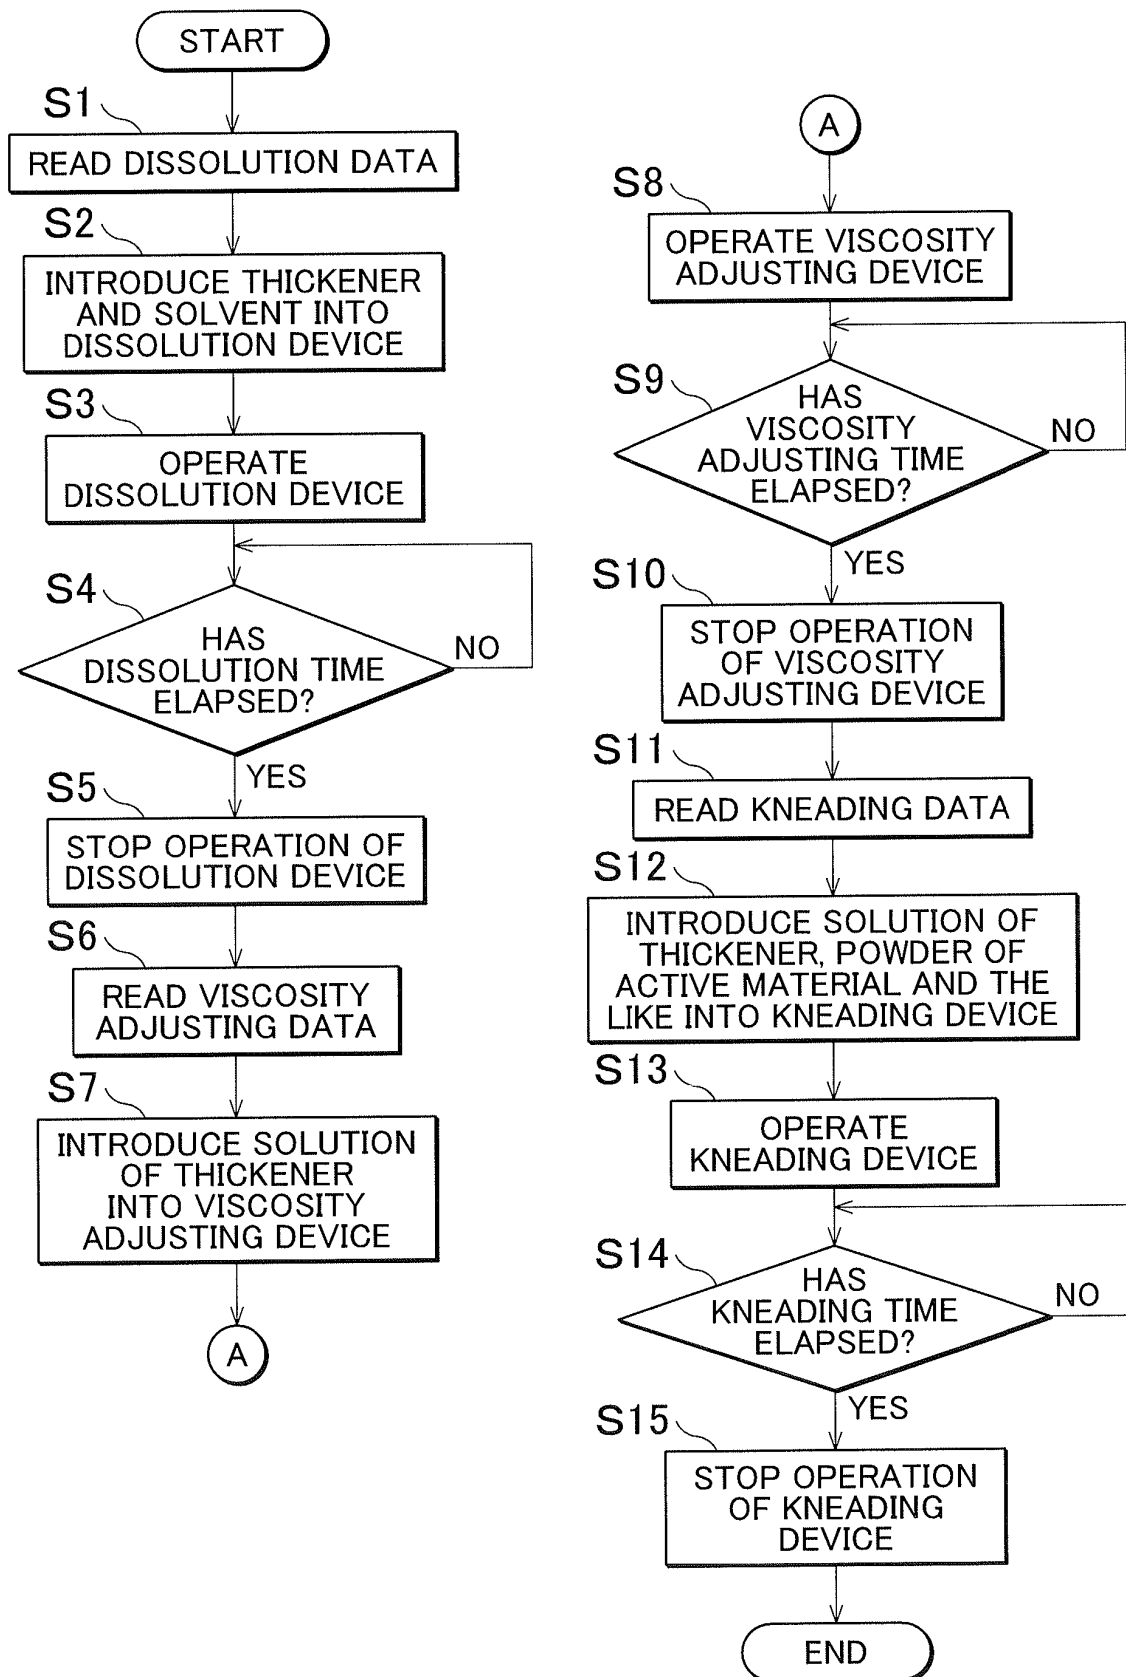 START
S1
READ DISSOLUTION DATA
S2
INTRODUCE THICKENER
AND SOLVENT INTO
DISSOLUTION DEVICE
S3
OPERATE
DISSOLUTION DEVICE
S4
HAS
DISSOLUTION TIME
ELAPSED?
NO
YES
S5
STOP OPERATION OF
DISSOLUTION DEVICE
S6
READ VISCOSITY
ADJUSTING DATA
S7
INTRODUCE SOLUTION
OF THICKENER
INTO VISCOSITY
ADJUSTING DEVICE
A
A
S8
OPERATE VISCOSITY
ADJUSTING DEVICE
S9
HAS
VISCOSITY
ADJUSTING TIME
ELAPSED?
NO
YES
S10
STOP OPERATION
OF VISCOSITY
ADJUSTING DEVICE
S11
READ KNEADING DATA
S12
INTRODUCE SOLUTION OF
THICKENER, POWDER OF
ACTIVE MATERIAL AND THE
LIKE INTO KNEADING DEVICE
S13
OPERATE
KNEADING DEVICE
S14
HAS
KNEADING TIME
ELAPSED?
NO
YES
S15
STOP OPERATION
OF KNEADING
DEVICE
END